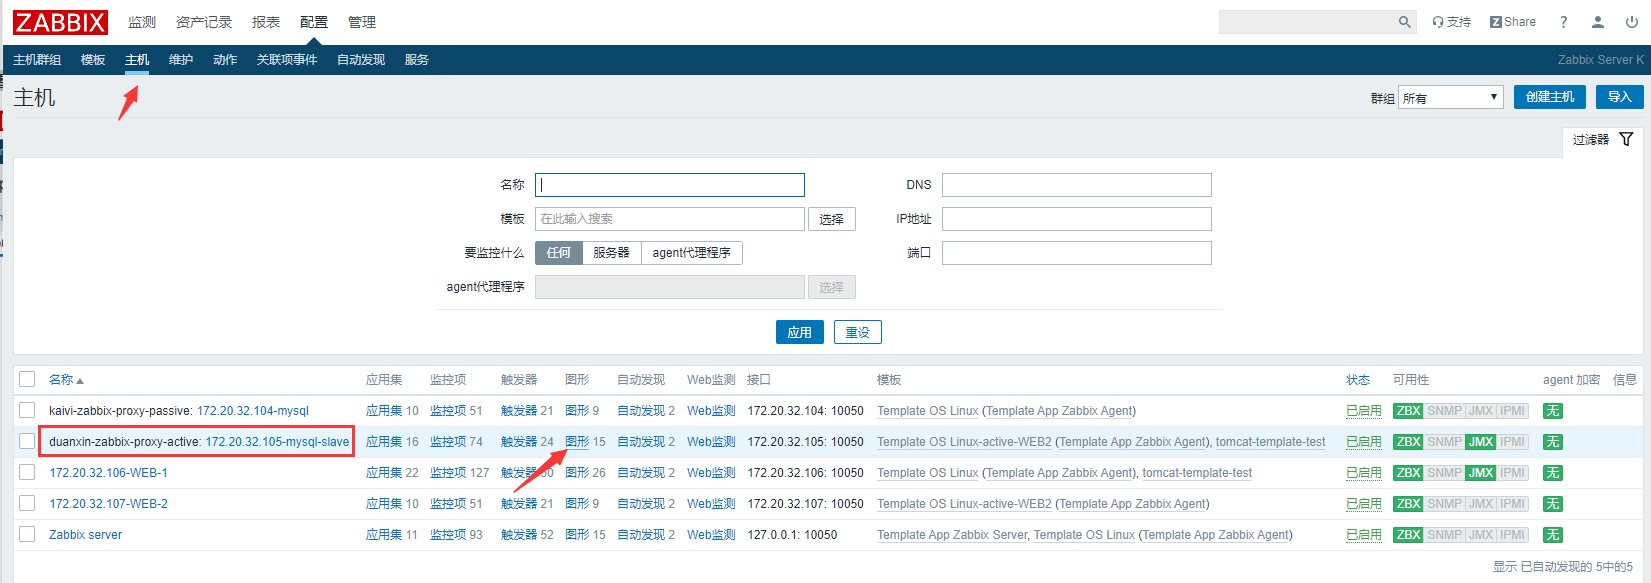 ZABBIX 监测 资产记录 报表 配置 管理 支持 Z Share ?
主机群组 模板 主机 维护 动作 关联项事件 自动发现 服务 Zabbix Server K
主机 群组 所有 创建主机 导入
过滤器
名称 DNS
模板 在此输入搜索 选择 IP地址
要监控什么 任何 服务器 agent代理程序 端口
agent代理程序 选择
应用 重设
名称 应用集 监控项 触发器 图形 自动发现 Web监测 接口 模板 状态 可用性 agent 加密 信息
kaivi-zabbix-proxy-passive: 172.20.32.104-mysql 应用集 10 监控项 51 触发器 21 图形 9 自动发现 2 Web监测 172.20.32.104: 10050 Template OS Linux (Template App Zabbix Agent) 已启用 ZBX SNMP JMX IPMI 无
duanxin-zabbix-proxy-active: 172.20.32.105-mysql-slave 应用集 16 监控项 74 触发器 24 图形 15 自动发现 2 Web监测 172.20.32.105: 10050 Template OS Linux-active-WEB2 (Template App Zabbix Agent), tomcat-template-test 已启用 ZBX SNMP JMX IPMI 无
172.20.32.106-WEB-1 应用集 22 监控项 127 触发器 图形 26 自动发现 2 Web监测 172.20.32.106: 10050 Template OS Linux (Template App Zabbix Agent), tomcat-template-test 已启用 ZBX SNMP JMX IPMI 无
172.20.32.107-WEB-2 应用集 10 监控项 51 触发器 21 图形 9 自动发现 2 Web监测 172.20.32.107: 10050 Template OS Linux-active-WEB2 (Template App Zabbix Agent) 已启用 ZBX SNMP JMX IPMI 无
Zabbix server 应用集 11 监控项 93 触发器 52 图形 15 自动发现 2 Web监测 127.0.0.1: 10050 Template App Zabbix Server, Template OS Linux (Template App Zabbix Agent) 已启用 ZBX SNMP JMX IPMI 无
显示 已自动发现的 5中的5